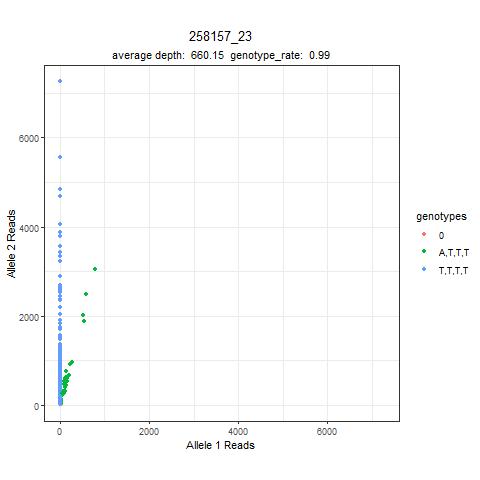 258157_23
average depth: 660.15 genotype_rate: 0.99
Allele 2 Reads
6000
4000
2000
0
0
2000
4000
6000
Allele 1 Reads
genotypes
0
A,T,T,T
T,T,T,T